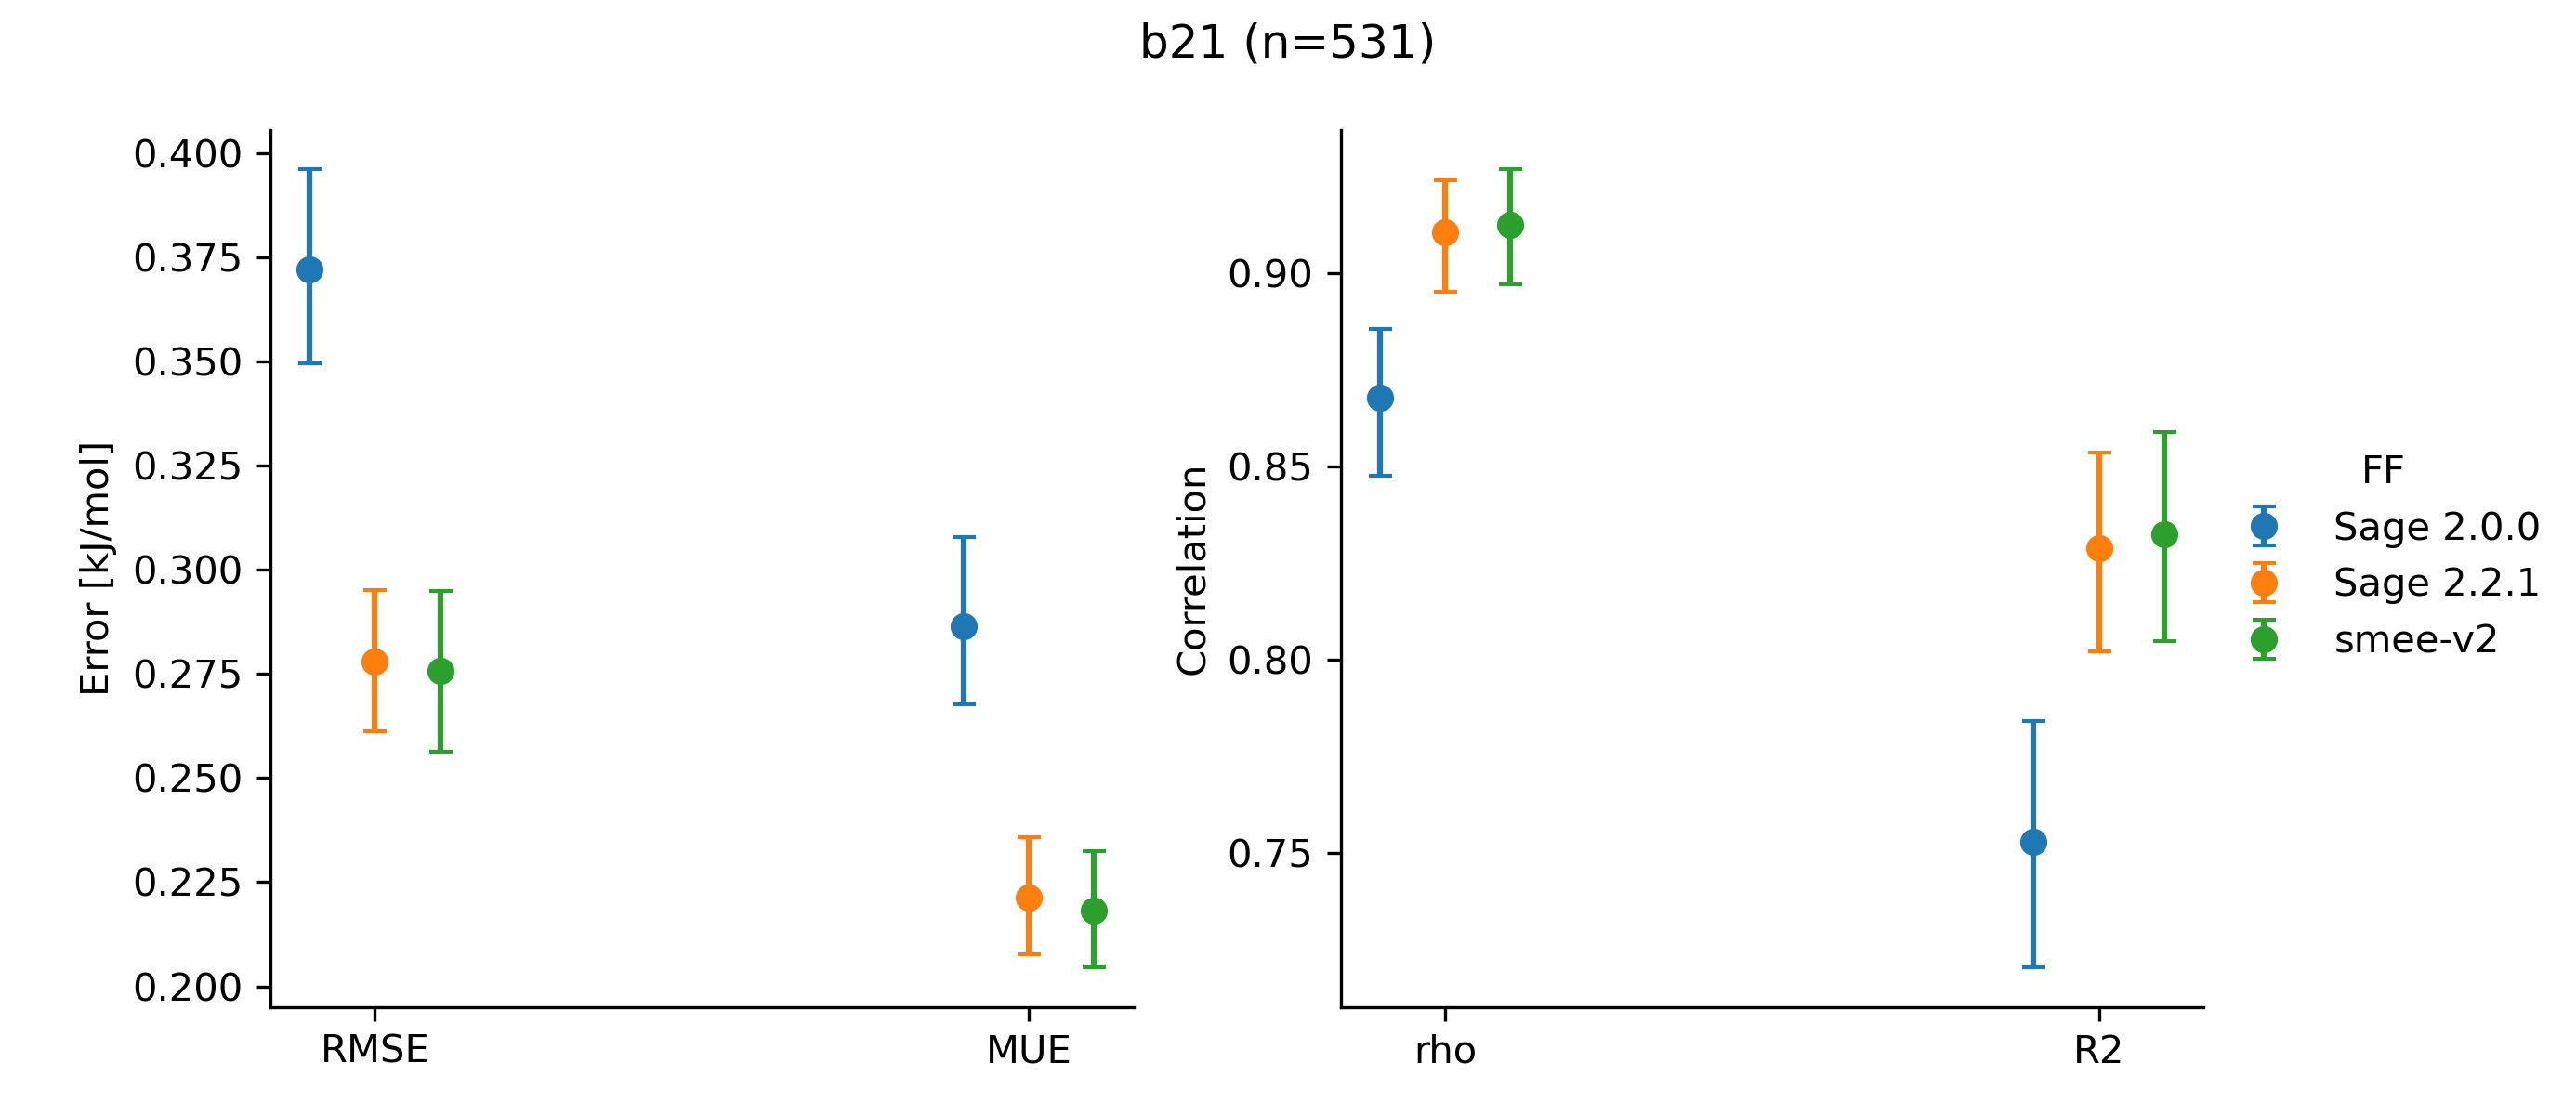 b21 (n=531)
Error [kJ/mol]
0.400
0.375
0.350
0.325
0.300
0.275
0.250
0.225
0.200
RMSE
MUE
Correlation
0.90
0.85
0.80
0.75
rho
R2
FF
Sage 2.0.0
Sage 2.2.1
smee-v2